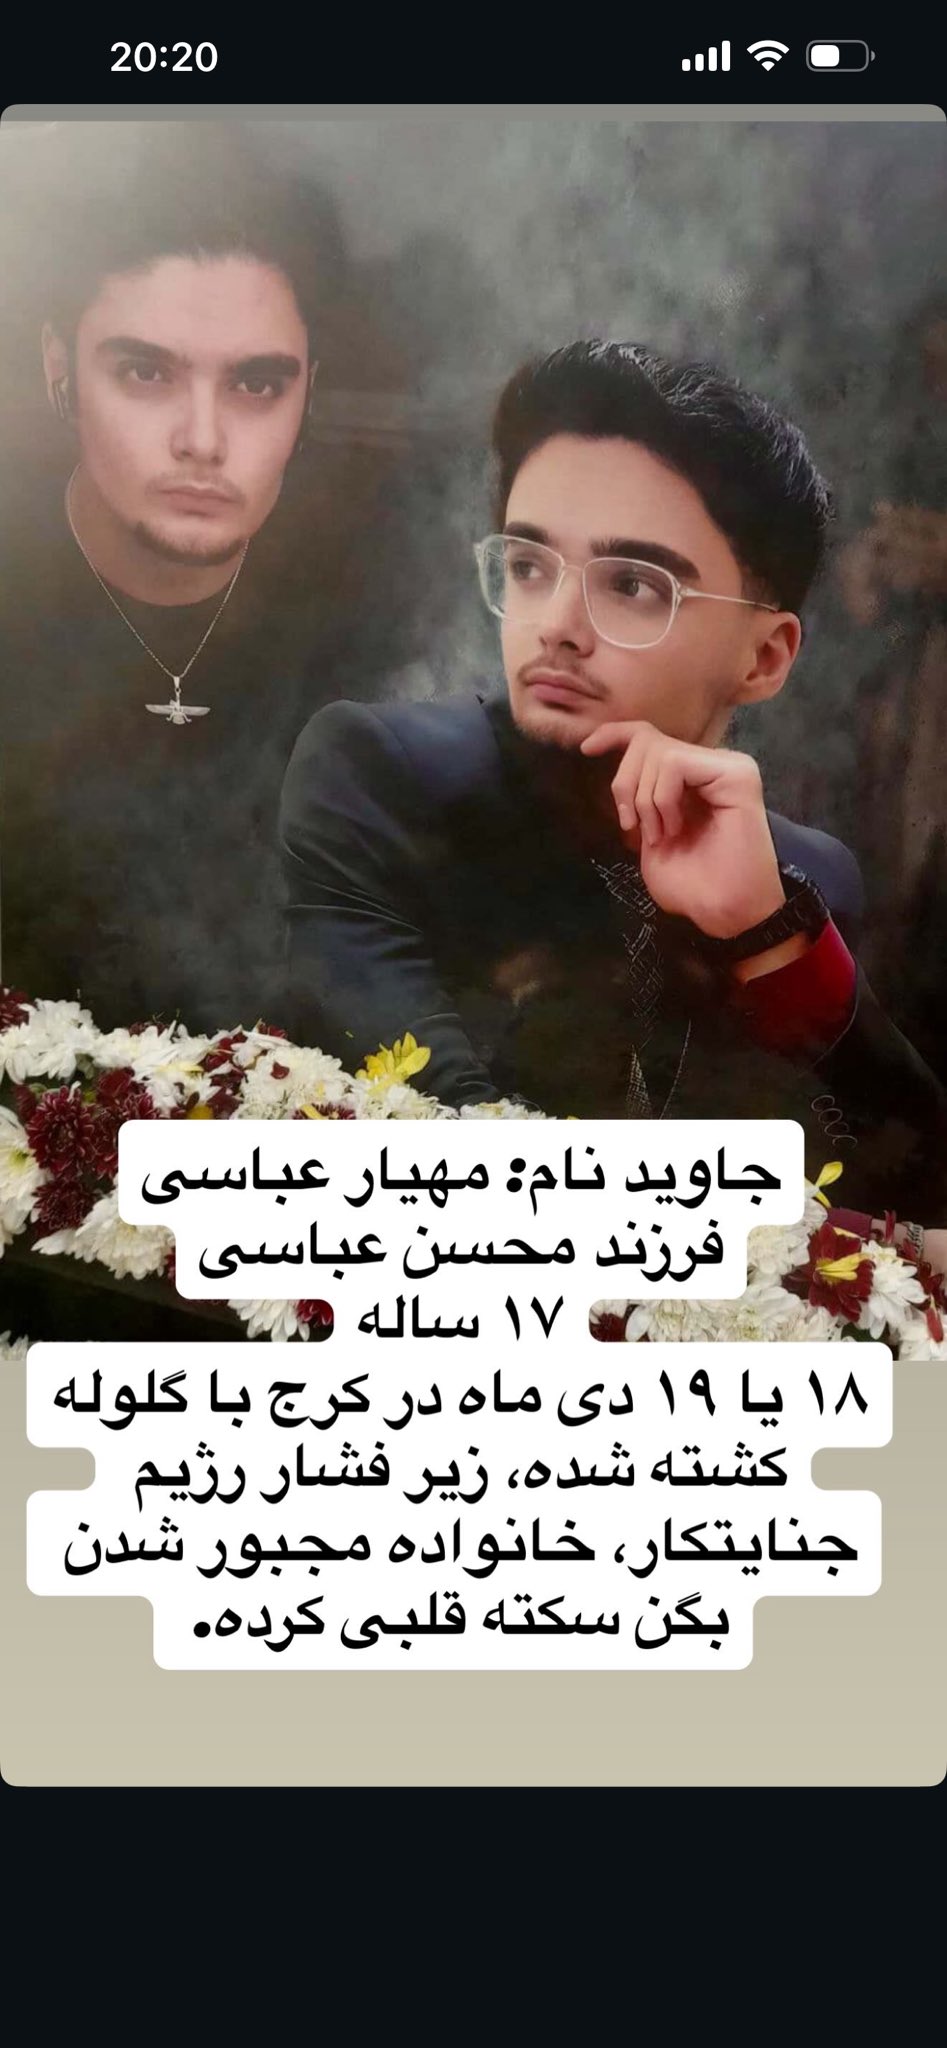 20:20
جاوید نام: مهیار عباسی
فرزند محسن عباسی
۱۷ ساله
۱۸ یا ۱۹ دی ماه در کرج با گلوله
کشته شده، زیر فشار رژیم
جنایتکار، خانواده مجبور شدن
بگن سکته قلبی کرده.